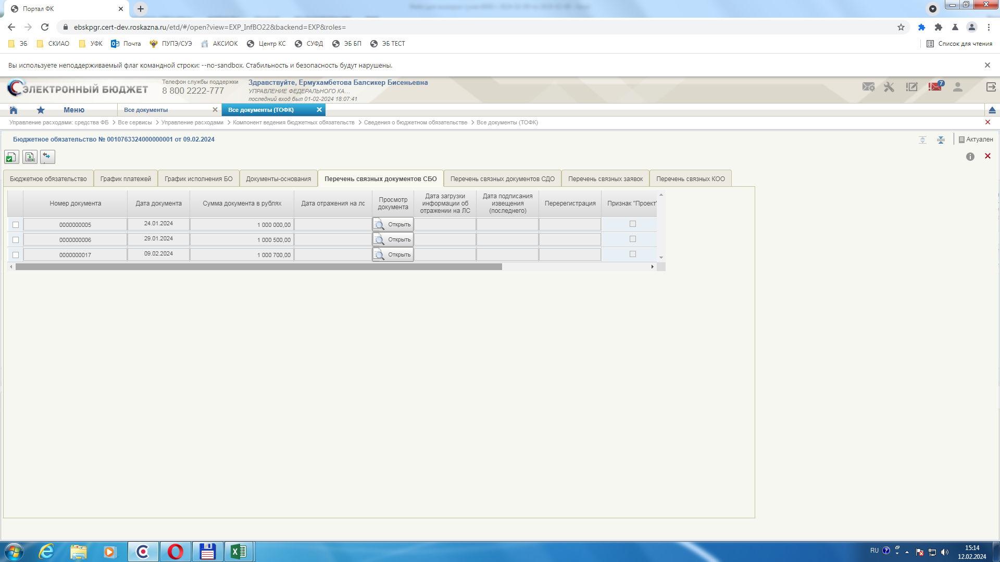 Портал ФК
ebskpgr.cert-dev.roskazna.ru/etd/#/open?view=EXP_InfBO22&backend=EXP&roles=
ЭБ СКИАО УФК Почта ПУПЭ/СУЭ АКСИОК Центр КС СУФД ЭБ БП ЭБ ТЕСТ Список для чтения
Вы используете неподдерживаемый флаг командной строки: --no-sandbox. Стабильность и безопасность будут нарушены.
ЭЛЕКТРОННЫЙ БЮДЖЕТ
Телефон службы поддержки
8 800 2222-777
Здравствуйте, Ермухамбетова Балсикер Бисеньевна
УПРАВЛЕНИЕ ФЕДЕРАЛЬНОГО КА...
последний вход был 01-02-2024 18:07:41
7
Меню Все документы Все документы (ТОФК)
Управление расходами: средства ФБ > Все сервисы > Управление расходами > Компонент ведения бюджетных обязательств > Сведения о бюджетном обязательстве > Все документы (ТОФК)
Бюджетное обязательство № 0010763324000000001 от 09.02.2024
Актуален
Бюджетное обязательство График платежей График исполнения БО Документы-основания Перечень связных документов СБО Перечень связных документов СДО Перечень связных заявок Перечень связных КОО
Номер документа Дата документа Сумма документа в рублях Дата отражения на лс Просмотр документа Дата загрузки информации об отражении на ЛС Дата подписания извещения (последнего) Перерегистрация Признак "Проект"
0000000005 24.01.2024 1 000 000,00 Открыть
0000000006 29.01.2024 1 000 500,00 Открыть
0000000017 09.02.2024 1 000 700,00 Открыть
RU
15:14
12.02.2024